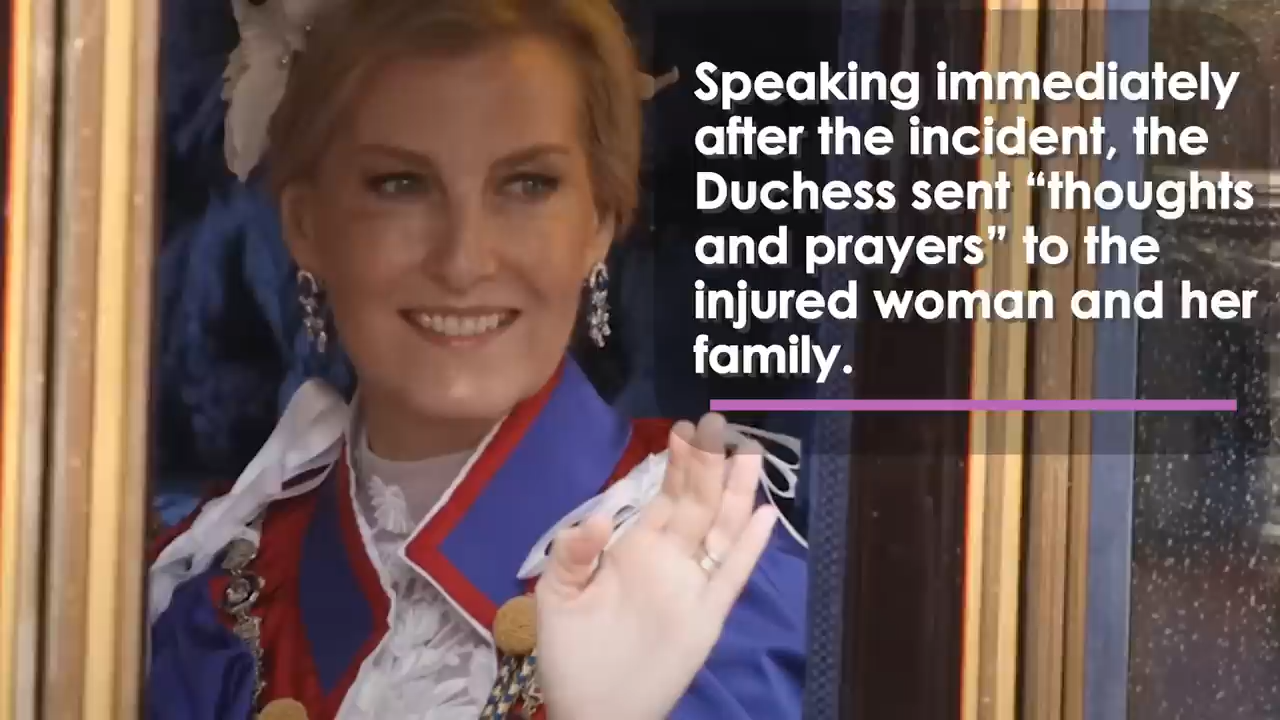 Speaking immediately
after the incident, the
Duchess sent “thoughts
and prayers” to the
injured woman and her
family.